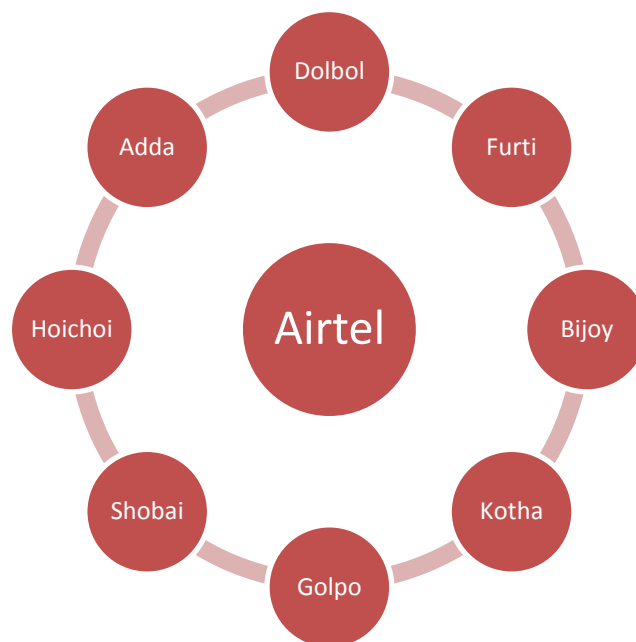 Dolbol
Adda
Furti
Hoichoi
Airtel
Bijoy
Shobai
Kotha
Golpo